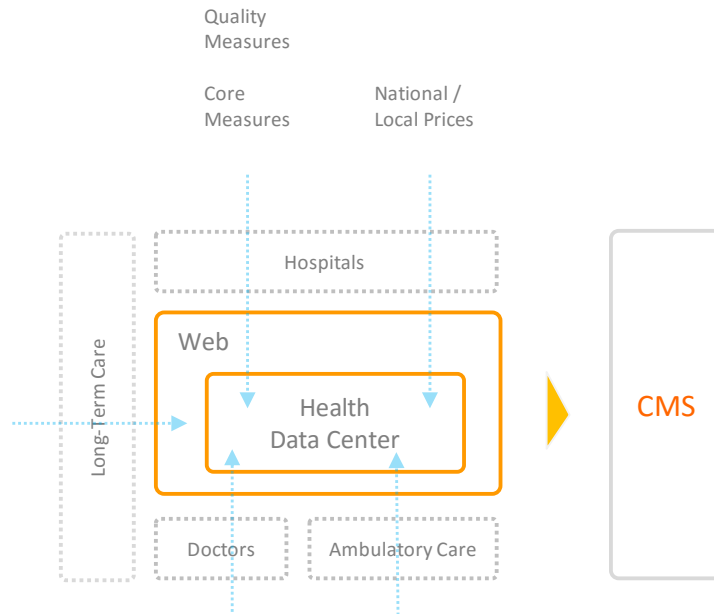 Quality
Measures
Core
Measures
National /
Local Prices
Hospitals
Long-Term Care
Web
Health
Data Center
CMS
Doctors
Ambulatory Care